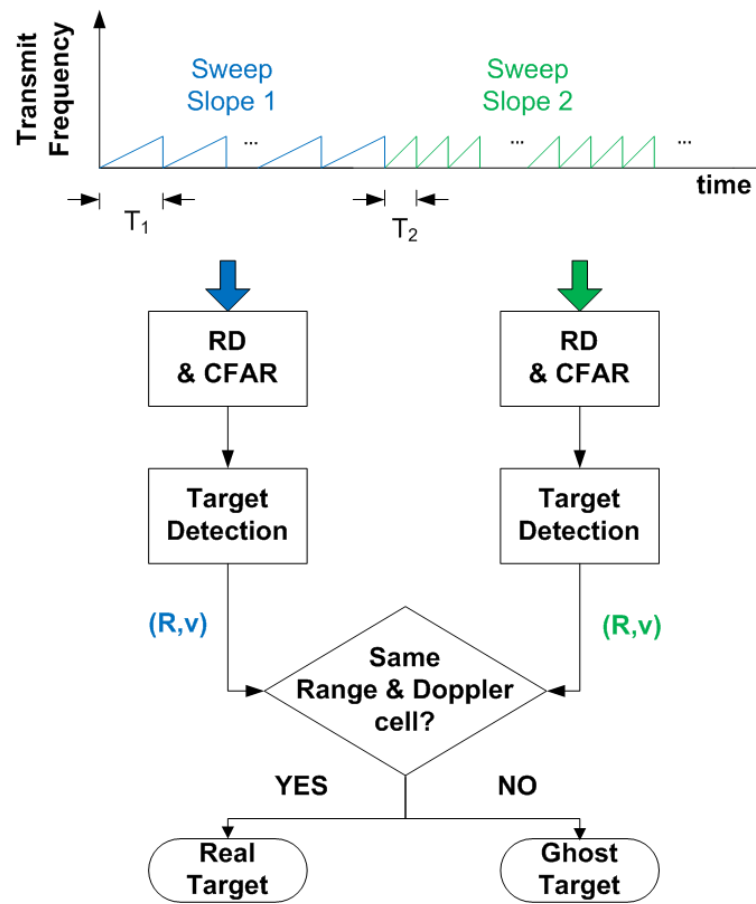 Transmit
Frequency
Sweep
Slope 1
Sweep
Slope 2
...
...
...
time
T1
T2
RD
& CFAR
RD
& CFAR
Target
Detection
Target
Detection
(R,v)
(R,v)
Same
Range & Doppler
cell?
YES
NO
Real
Target
Ghost
Target